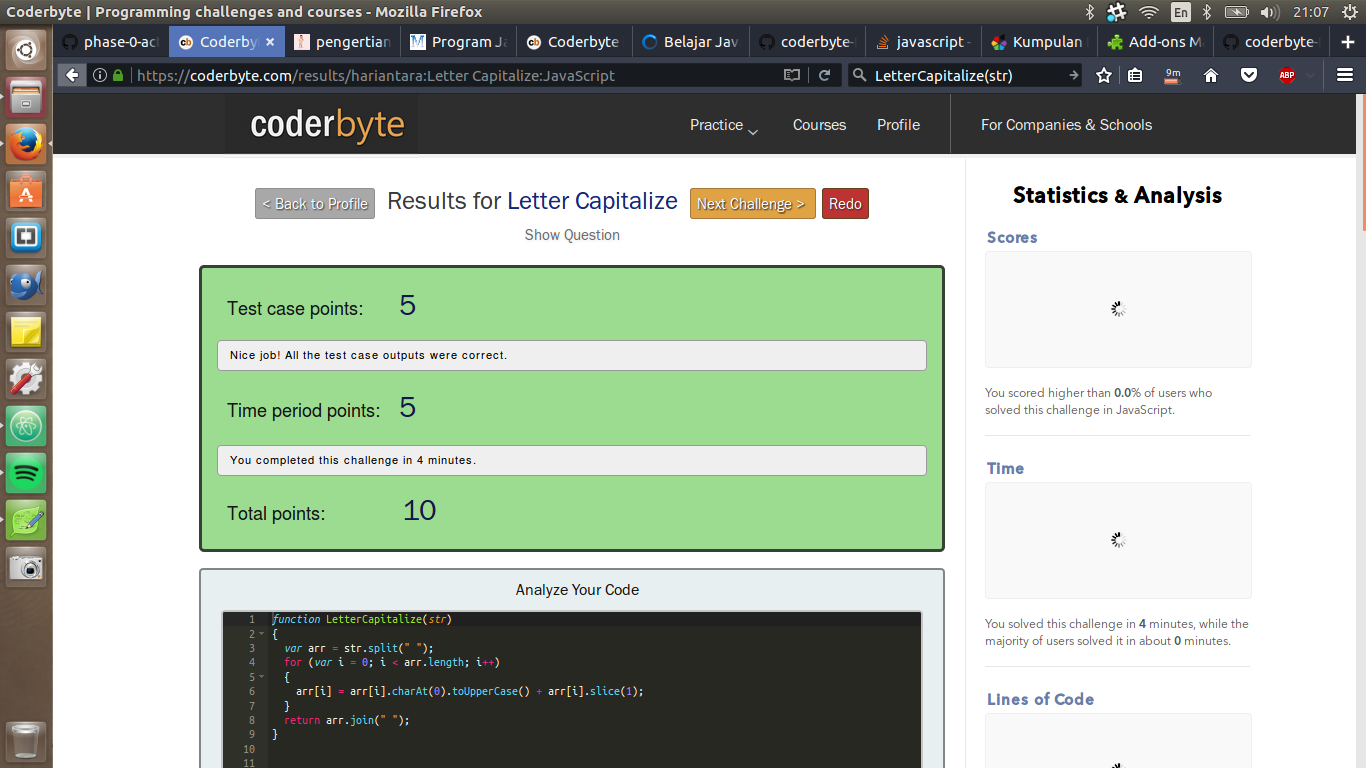 Coderbyte | Programming challenges and courses - Mozilla Firefox
En
21:07
phase-0-ac
Coderby
pengertian
Program Ja
Coderbyte
Belajar Jav
coderbyte-
javascript -
Kumpulan
Add-ons M
coderbyte-
https://coderbyte.com/results/hariantara:Letter Capitalize:JavaScript
LetterCapitalize(str)
9m
ABP
coderbyte
Practice
Courses
Profile
For Companies & Schools
< Back to Profile
Results for Letter Capitalize
Next Challenge >
Redo
Show Question
Test case points: 5
Nice job! All the test case outputs were correct.
Time period points: 5
You completed this challenge in 4 minutes.
Total points: 10
Analyze Your Code
1 function LetterCapitalize(str)
2 {
3 var arr = str.split(" ");
4 for (var i = 0; i < arr.length; i++)
5 {
6 arr[i] = arr[i].charAt(0).toUpperCase() + arr[i].slice(1);
7 }
8 return arr.join(" ");
9 }
10
11
Statistics & Analysis
Scores
You scored higher than 0.0% of users who
solved this challenge in JavaScript.
Time
You solved this challenge in 4 minutes, while the
majority of users solved it in about 0 minutes.
Lines of Code